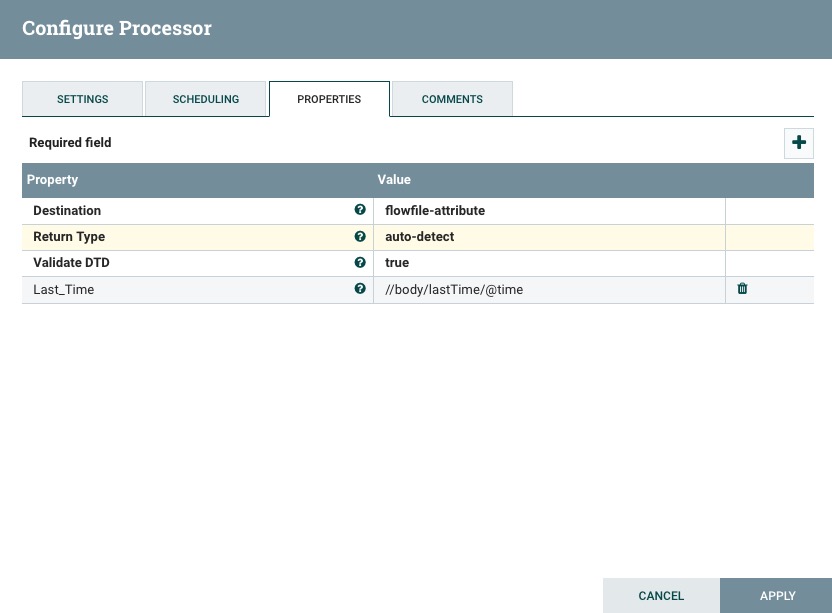 Configure Processor
SETTINGS SCHEDULING PROPERTIES COMMENTS
Required field
Property Value
Destination flowfile-attribute
Return Type auto-detect
Validate DTD true
Last_Time //body/lastTime/@time
CANCEL APPLY